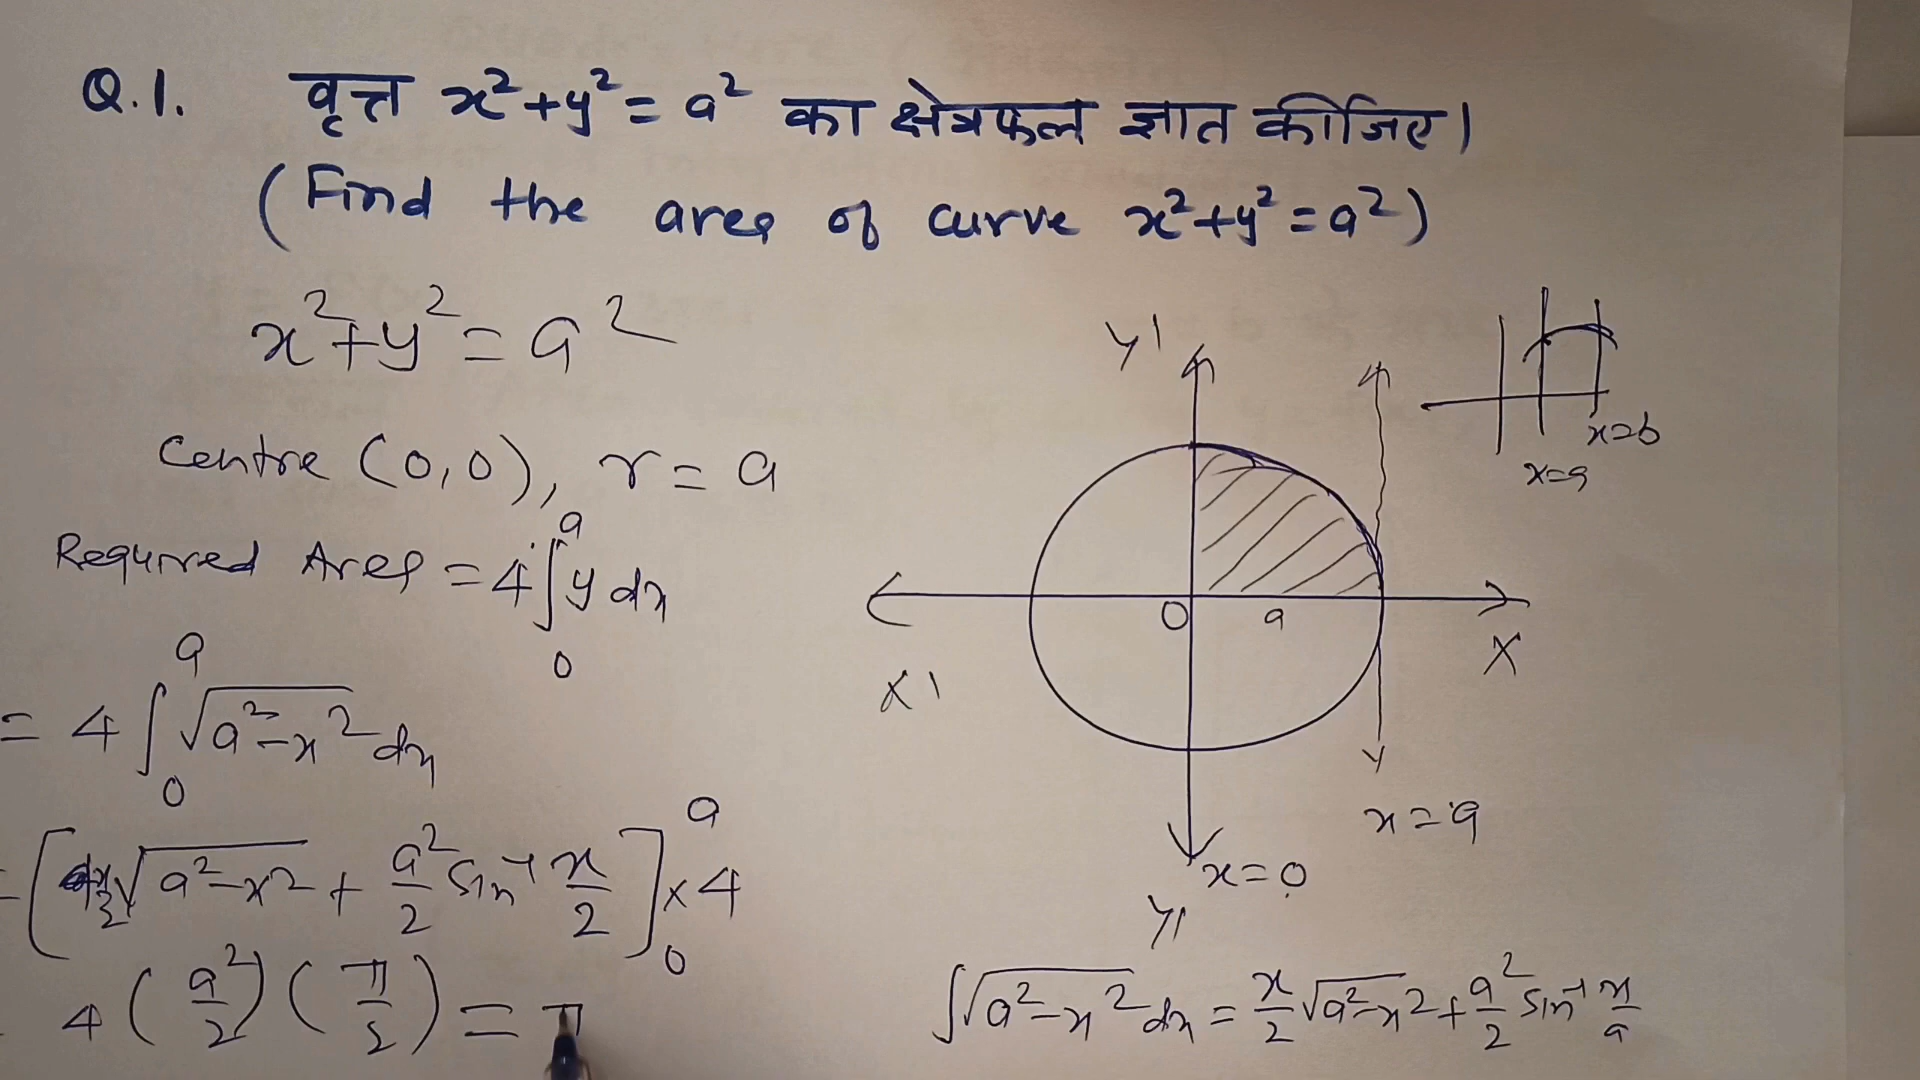 Q.1. वृत्त x²+y²=a² का क्षेत्रफल ज्ञात कीजिए।
(Find the area of curve x²+y²=a²)
x²+y²=a²
Centre (0,0), r=a
Required Area = 4∫₀ᵃ y dx
= 4∫₀ᵃ √(a²-x²) dx
= [x/2 √(a²-x²) + a²/2 sin⁻¹ x/2]₀ᵃ × 4
4(a²/2)(π/2) = π
Y'
x=b
x=a
O
a
X
X'
x=a
x=0
Y'
∫√(a²-x²) dx = x/2 √(a²-x²) + a²/2 sin⁻¹ x/a